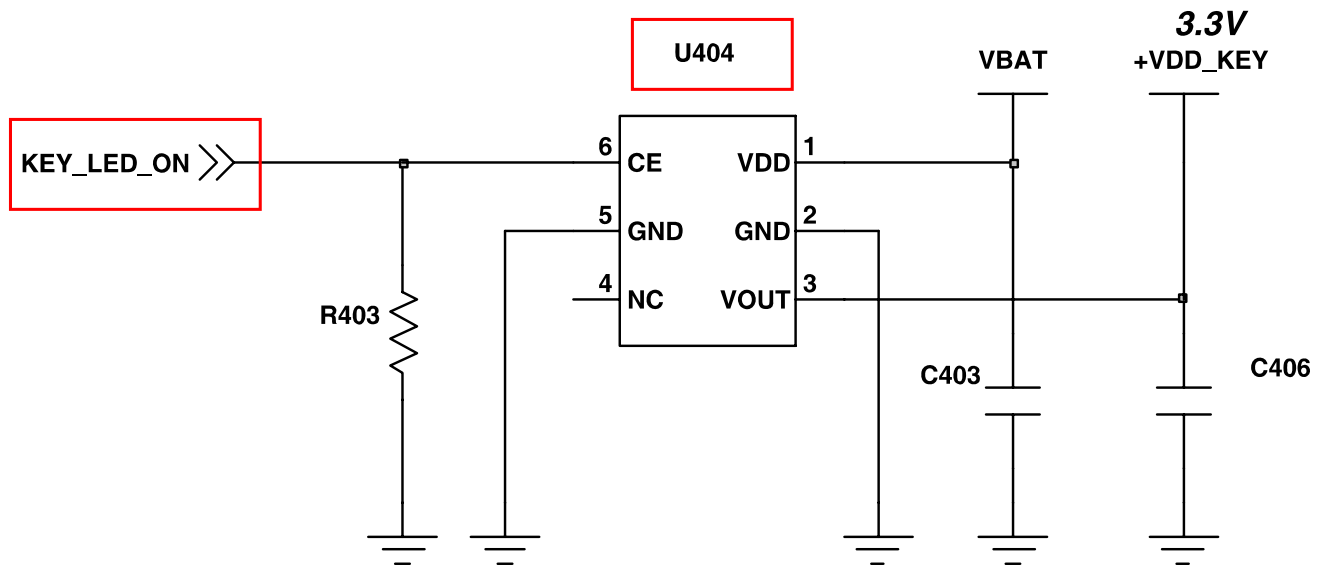 3.3V
U404
VBAT
+VDD_KEY
KEY_LED_ON
6
CE
VDD
1
5
GND
GND
2
4
NC
VOUT
3
R403
C403
C406